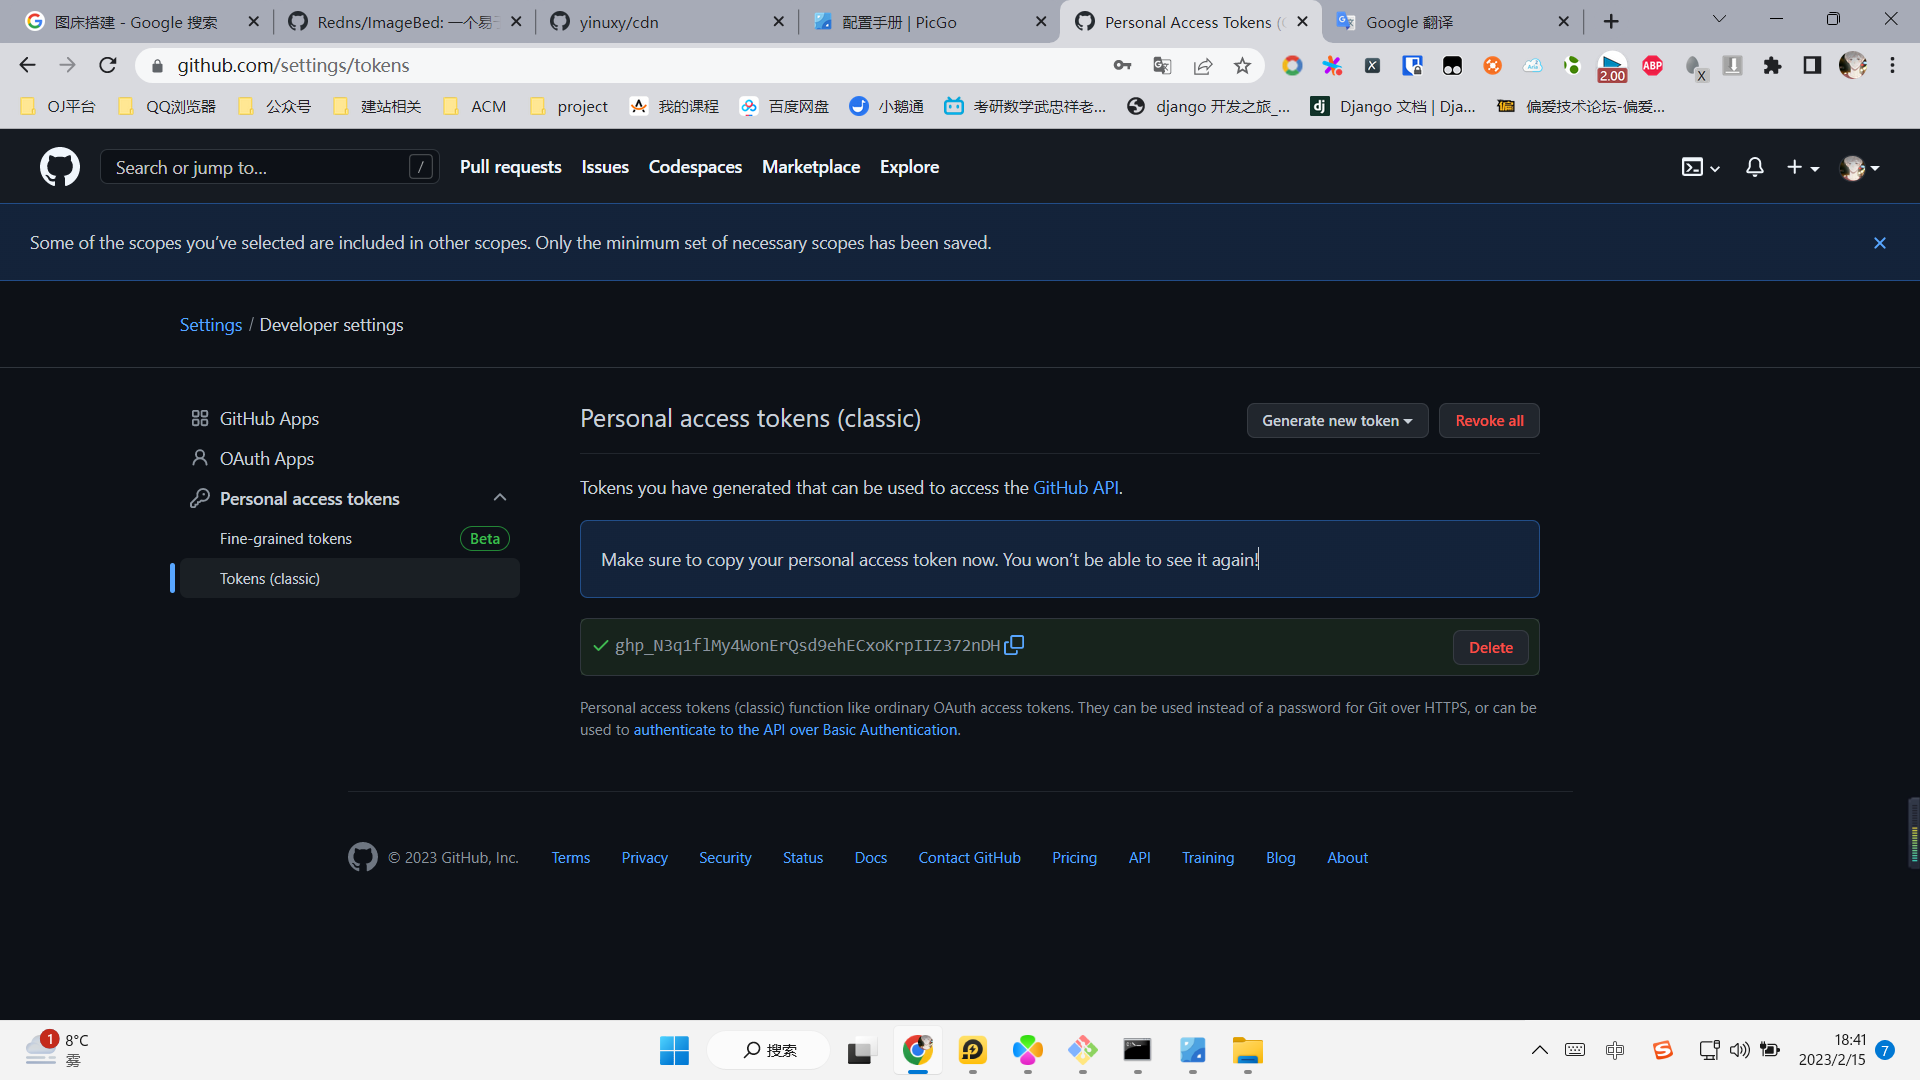 图床搭建 - Google 搜索
Redns/ImageBed: 一个易于
yinuxy/cdn
配置手册 | PicGo
Personal Access Tokens (
Google 翻译
github.com/settings/tokens
2.00
ABP
X
OJ平台
QQ浏览器
公众号
建站相关
ACM
project
我的课程
百度网盘
小鹅通
考研数学武忠祥老...
django 开发之旅_...
dj
Django 文档 | Dja...
偏爱技术论坛-偏爱...
Search or jump to...
/
Pull requests
Issues
Codespaces
Marketplace
Explore
Some of the scopes you’ve selected are included in other scopes. Only the minimum set of necessary scopes has been saved.
Settings / Developer settings
GitHub Apps
OAuth Apps
Personal access tokens
Fine-grained tokens
Beta
Tokens (classic)
Personal access tokens (classic)
Generate new token
Revoke all
Tokens you have generated that can be used to access the GitHub API.
Make sure to copy your personal access token now. You won’t be able to see it again!
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
Delete
Personal access tokens (classic) function like ordinary OAuth access tokens. They can be used instead of a password for Git over HTTPS, or can be
used to authenticate to the API over Basic Authentication.
© 2023 GitHub, Inc.
Terms
Privacy
Security
Status
Docs
Contact GitHub
Pricing
API
Training
Blog
About
1
8°C
雾
搜索
中
18:41
2023/2/15
7